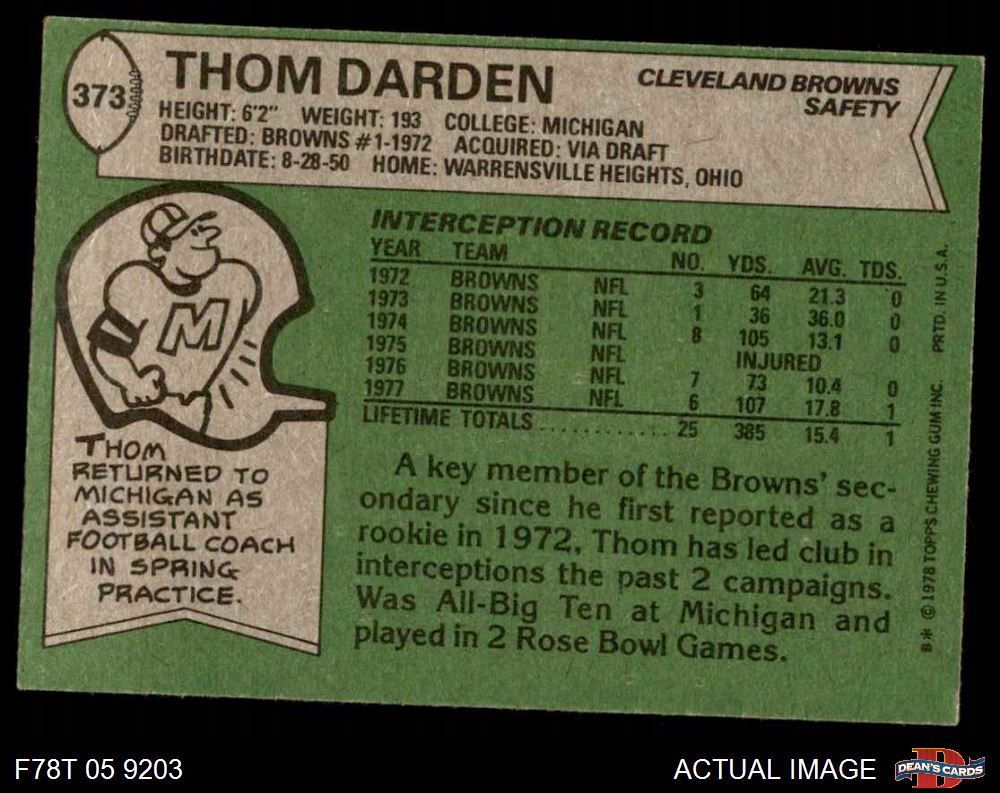 373
THOM DARDEN
CLEVELAND BROWNS
SAFETY
HEIGHT: 6'2" WEIGHT: 193 COLLEGE: MICHIGAN
DRAFTED: BROWNS #1-1972 ACQUIRED: VIA DRAFT
BIRTHDATE: 8-28-50 HOME: WARRENSVILLE HEIGHTS, OHIO
M
THOM
RETURNED TO
MICHIGAN AS
ASSISTANT
FOOTBALL COACH
IN SPRING
PRACTICE.
INTERCEPTION RECORD
YEAR TEAM NO. YDS. AVG. TDS.
1972 BROWNS NFL 3 64 21.3 0
1973 BROWNS NFL 1 36 36.0 0
1974 BROWNS NFL 8 105 13.1 0
1975 BROWNS NFL INJURED
1976 BROWNS NFL 7 73 10.4 0
1977 BROWNS NFL 6 107 17.8 1
LIFETIME TOTALS ............ 25 385 15.4 1
A key member of the Browns' sec-
ondary since he first reported as a
rookie in 1972, Thom has led club in
interceptions the past 2 campaigns.
Was All-Big Ten at Michigan and
played in 2 Rose Bowl Games.
B✻ © 1978 TOPPS CHEWING GUM INC. PRTD. IN U.S.A.
F78T 05 9203
ACTUAL IMAGE
D
DEAN'S CARDS